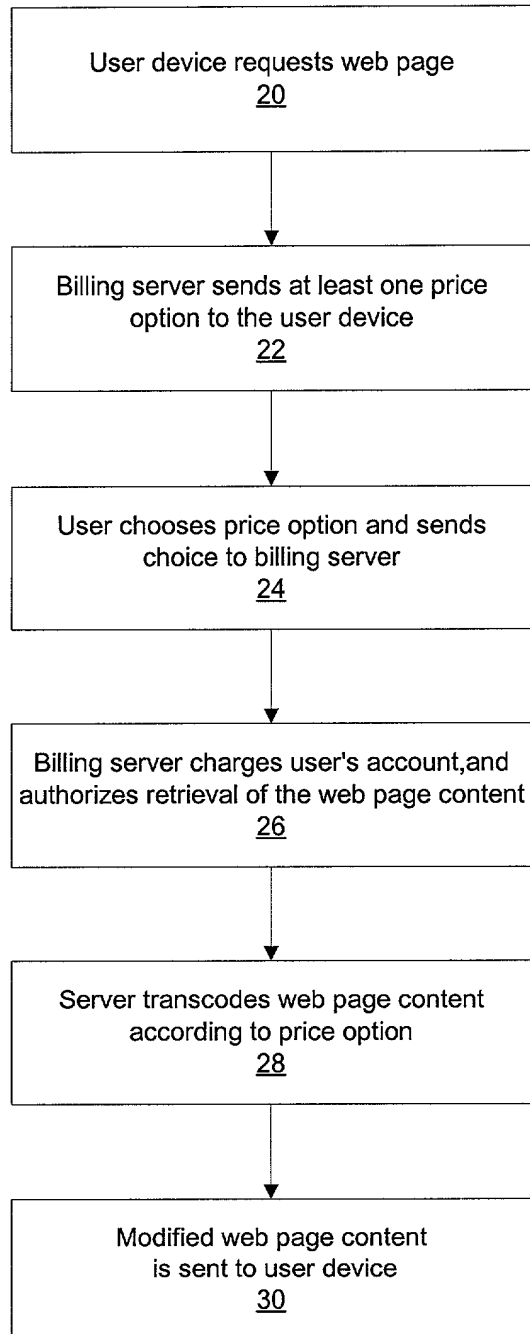 User device requests web page
20
Billing server sends at least one price
option to the user device
22
User chooses price option and sends
choice to billing server
24
Billing server charges user's account,and
authorizes retrieval of the web page content
26
Server transcodes web page content
according to price option
28
Modified web page content
is sent to user device
30